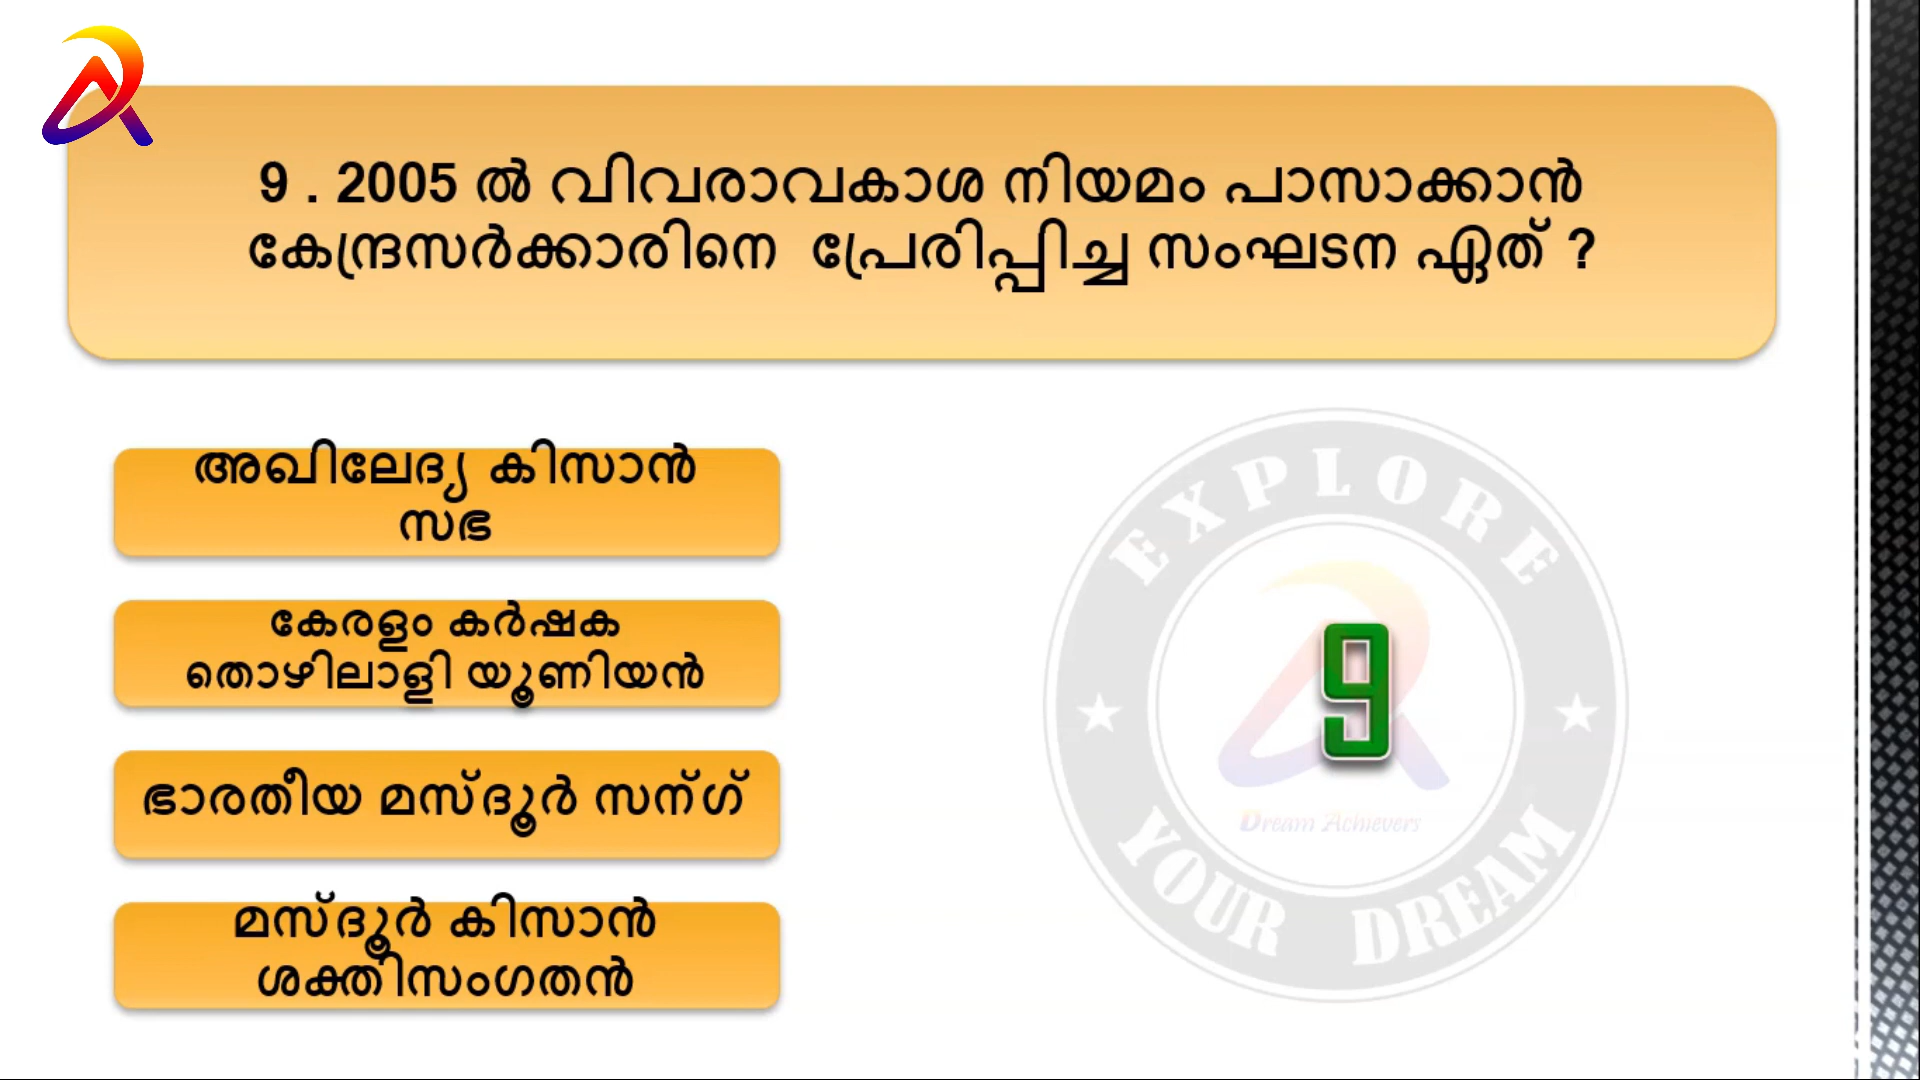 9 . 2005 ൽ വിവരാവകാശ നിയമം പാസാക്കാൻ
കേന്ദ്രസർക്കാരിനെ പ്രേരിപ്പിച്ച സംഘടന ഏത് ?
അഖിലേദ്യ കിസാൻ
സഭ
കേരളം കർഷക
തൊഴിലാളി യൂണിയൻ
ഭാരതീയ മസ്ദൂർ സന്ഗ്
മസ്ദൂർ കിസാൻ
ശക്തിസംഗതൻ
EXPLORE
9
Dream Achievers
YOUR DREAM